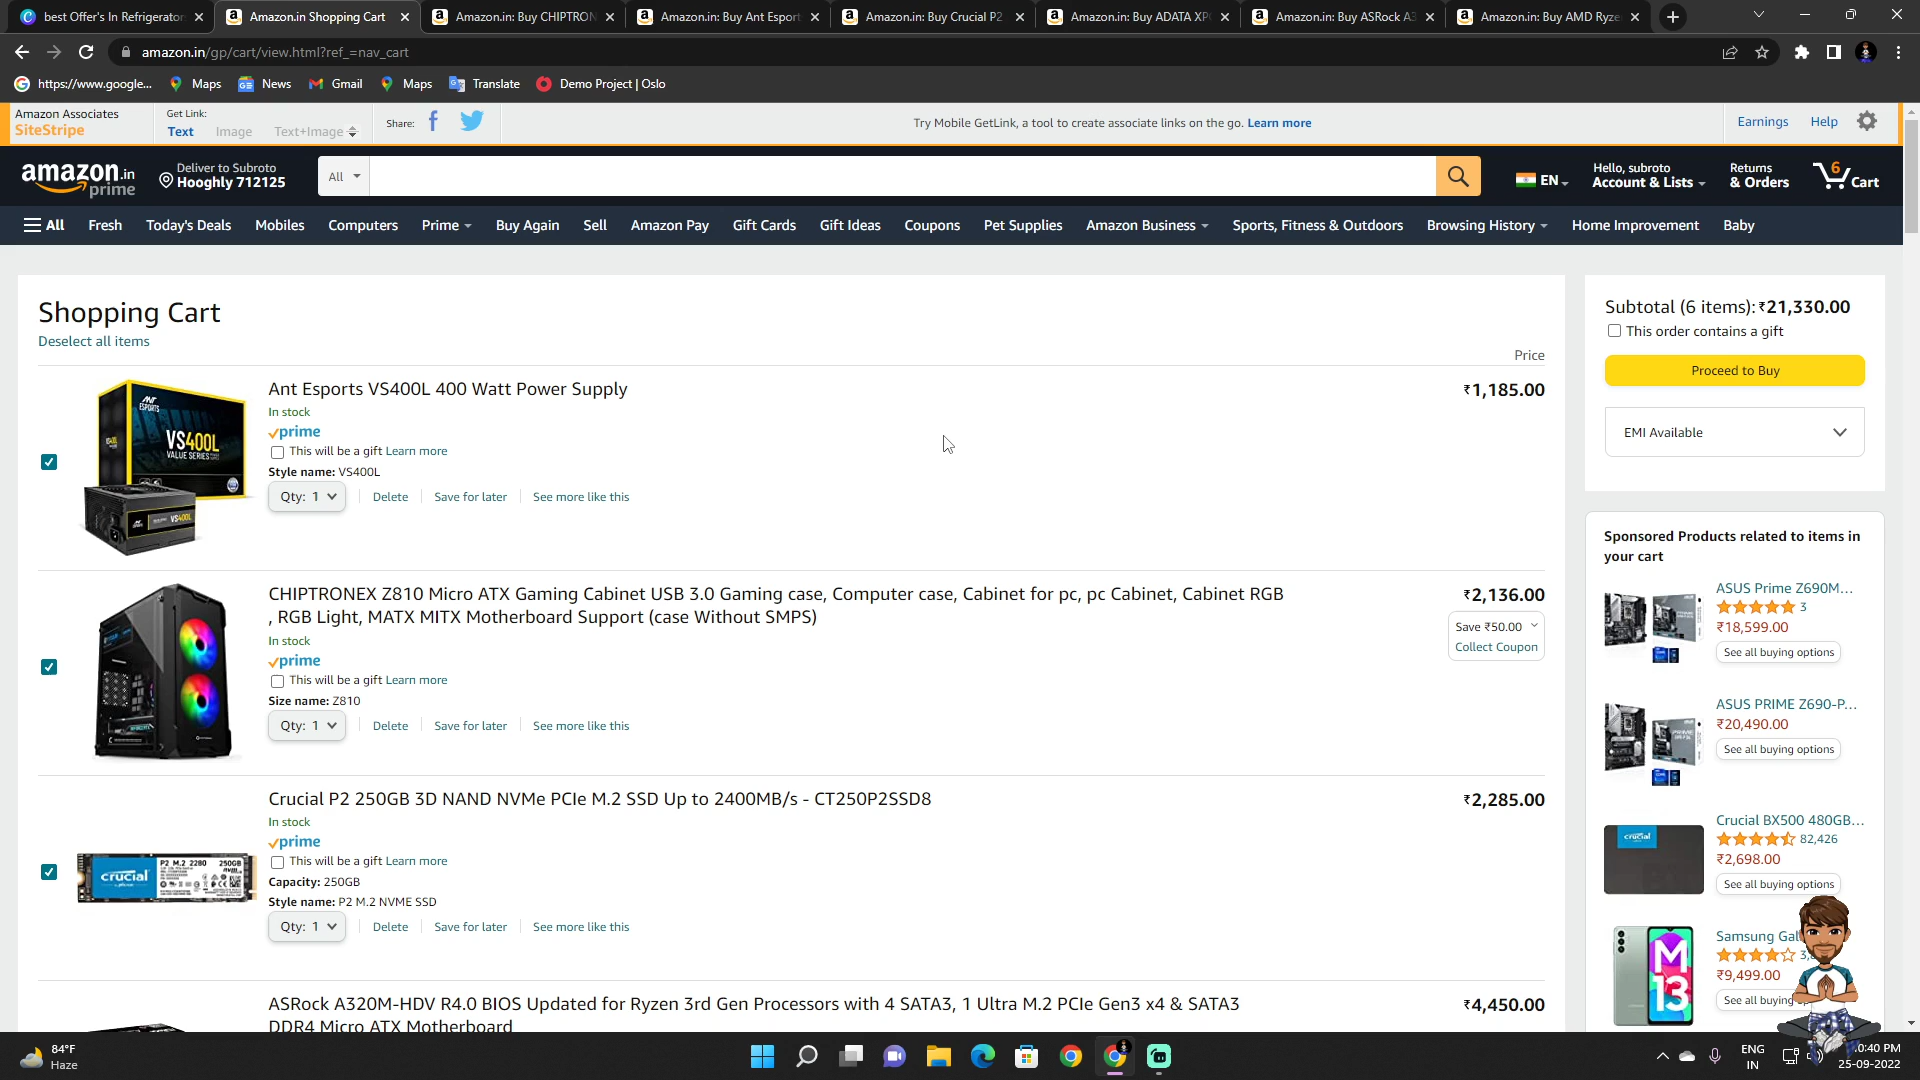 best Offer's In Refrigerator
Amazon.in Shopping Cart
Amazon.in: Buy CHIPTRON
Amazon.in: Buy Ant Esport
Amazon.in: Buy Crucial P2
Amazon.in: Buy ADATA XP
Amazon.in: Buy ASRock A3
Amazon.in: Buy AMD Ryze
amazon.in/gp/cart/view.html?ref_=nav_cart
https://www.google... Maps News Gmail Maps Translate Demo Project | Oslo
Amazon Associates
SiteStripe
Get Link:
Text Image Text+Image
Share:
Try Mobile GetLink, a tool to create associate links on the go. Learn more
Earnings Help
amazon.in
prime
Deliver to Subroto
Hooghly 712125
All
EN
Hello, subroto
Account & Lists
Returns
& Orders
6
Cart
All Fresh Today's Deals Mobiles Computers Prime Buy Again Sell Amazon Pay Gift Cards Gift Ideas Coupons Pet Supplies Amazon Business Sports, Fitness & Outdoors Browsing History Home Improvement Baby
Shopping Cart
Deselect all items
Price
Ant Esports VS400L 400 Watt Power Supply
₹1,185.00
In stock
prime
This will be a gift Learn more
Style name: VS400L
Qty: 1 Delete Save for later See more like this
ANT
ESPORTS
VS400L
VALUE SERIES
VS400L
CHIPTRONEX Z810 Micro ATX Gaming Cabinet USB 3.0 Gaming case, Computer case, Cabinet for pc, pc Cabinet, Cabinet RGB
, RGB Light, MATX MITX Motherboard Support (case Without SMPS)
₹2,136.00
Save ₹50.00
Collect Coupon
In stock
prime
This will be a gift Learn more
Size name: Z810
Qty: 1 Delete Save for later See more like this
Crucial P2 250GB 3D NAND NVMe PCIe M.2 SSD Up to 2400MB/s - CT250P2SSD8
₹2,285.00
In stock
prime
This will be a gift Learn more
Capacity: 250GB
Style name: P2 M.2 NVME SSD
Qty: 1 Delete Save for later See more like this
crucial
P2 M.2 2280 250GB
ASRock A320M-HDV R4.0 BIOS Updated for Ryzen 3rd Gen Processors with 4 SATA3, 1 Ultra M.2 PCIe Gen3 x4 & SATA3
DDR4 Micro ATX Motherboard
₹4,450.00
Subtotal (6 items): ₹21,330.00
This order contains a gift
Proceed to Buy
EMI Available
Sponsored Products related to items in
your cart
ASUS Prime Z690M...
3
₹18,599.00
See all buying options
ASUS PRIME Z690-P...
₹20,490.00
See all buying options
Crucial BX500 480GB...
82,426
₹2,698.00
See all buying options
crucial
Samsung Gal
₹9,499.00
See all buying
M
13
84°F
Haze
ENG
IN
0:40 PM
25-09-2022